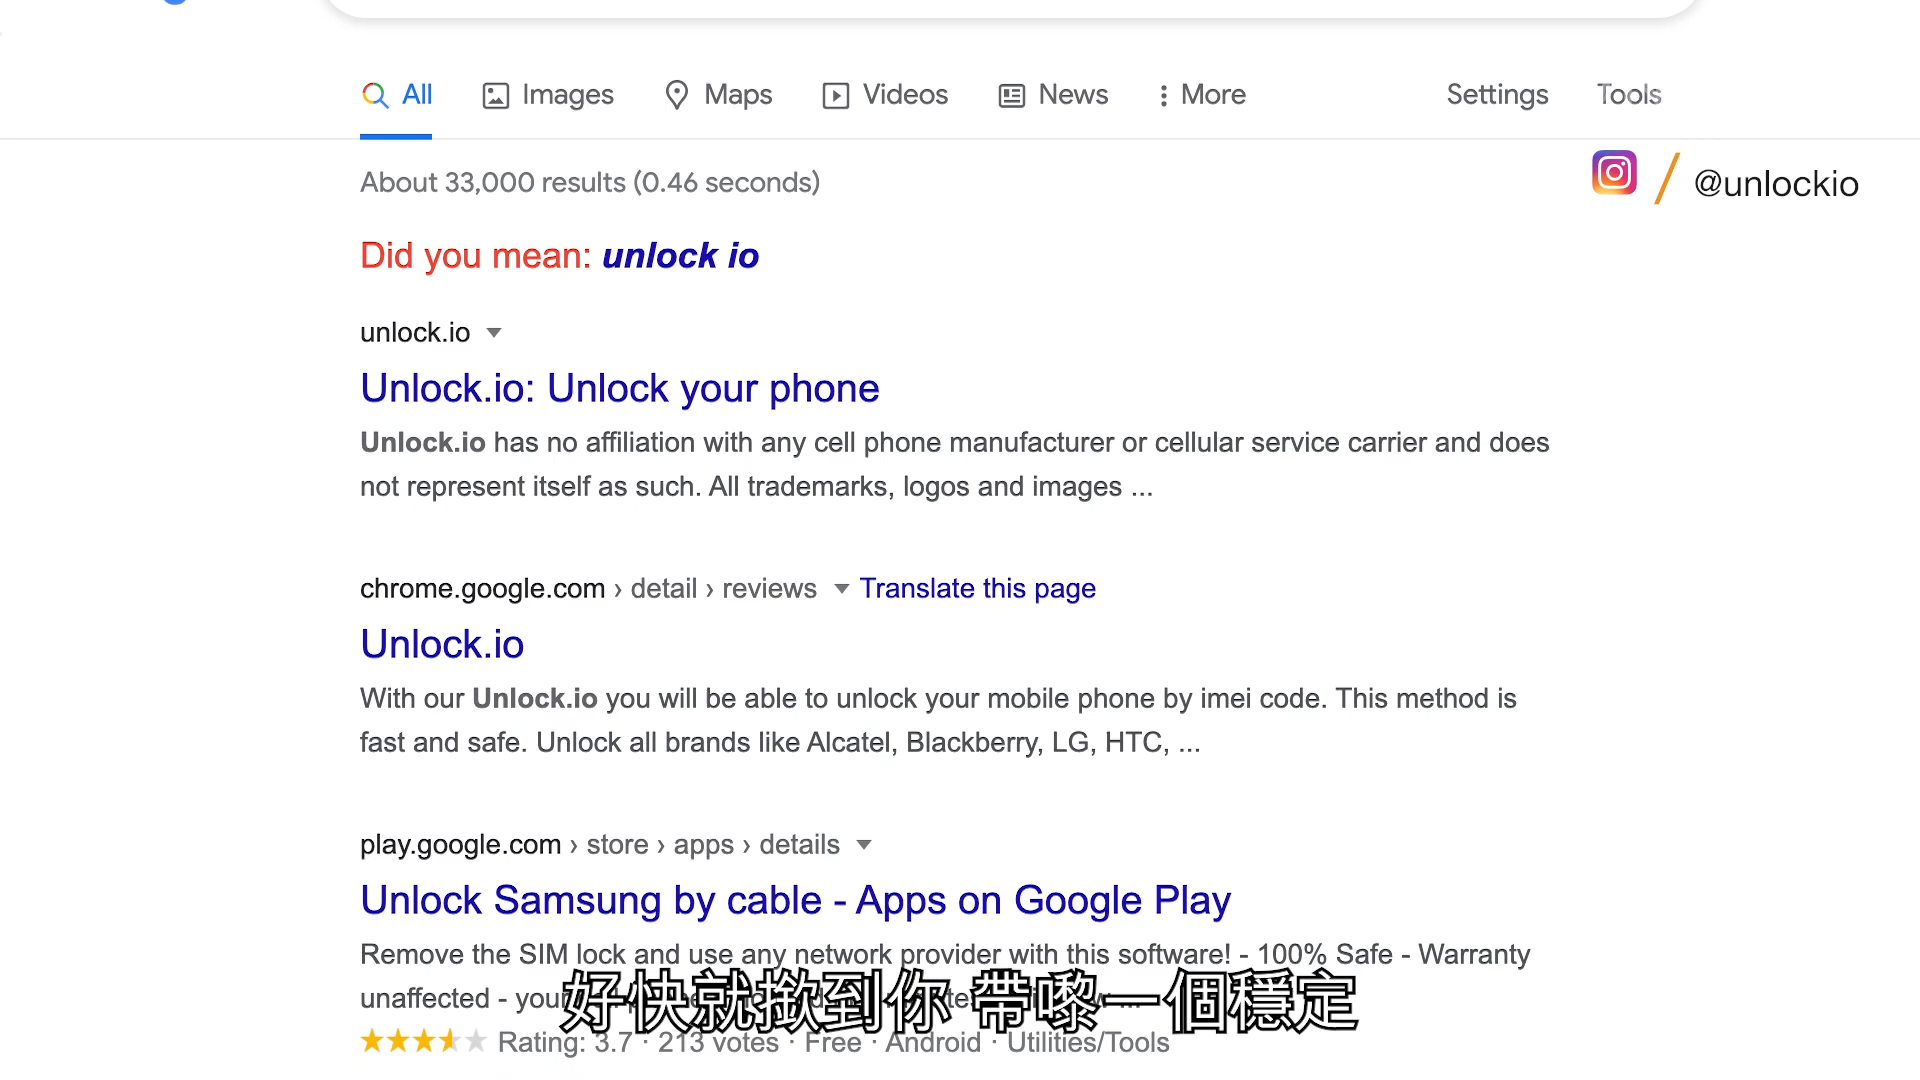 All Images Maps Videos News More Settings Tools
About 33,000 results (0.46 seconds)
@unlockio
Did you mean: unlock io
unlock.io
Unlock.io: Unlock your phone
Unlock.io has no affiliation with any cell phone manufacturer or cellular service carrier and does
not represent itself as such. All trademarks, logos and images ...
chrome.google.com › detail › reviews Translate this page
Unlock.io
With our Unlock.io you will be able to unlock your mobile phone by imei code. This method is
fast and safe. Unlock all brands like Alcatel, Blackberry, LG, HTC, ...
play.google.com › store › apps › details
Unlock Samsung by cable - Apps on Google Play
Remove the SIM lock and use any network provider with this software! - 100% Safe - Warranty
unaffected - your
好快就撳到你 帶嚟一個穩定
Rating: 3.7 · 213 votes · Free · Android · Utilities/Tools